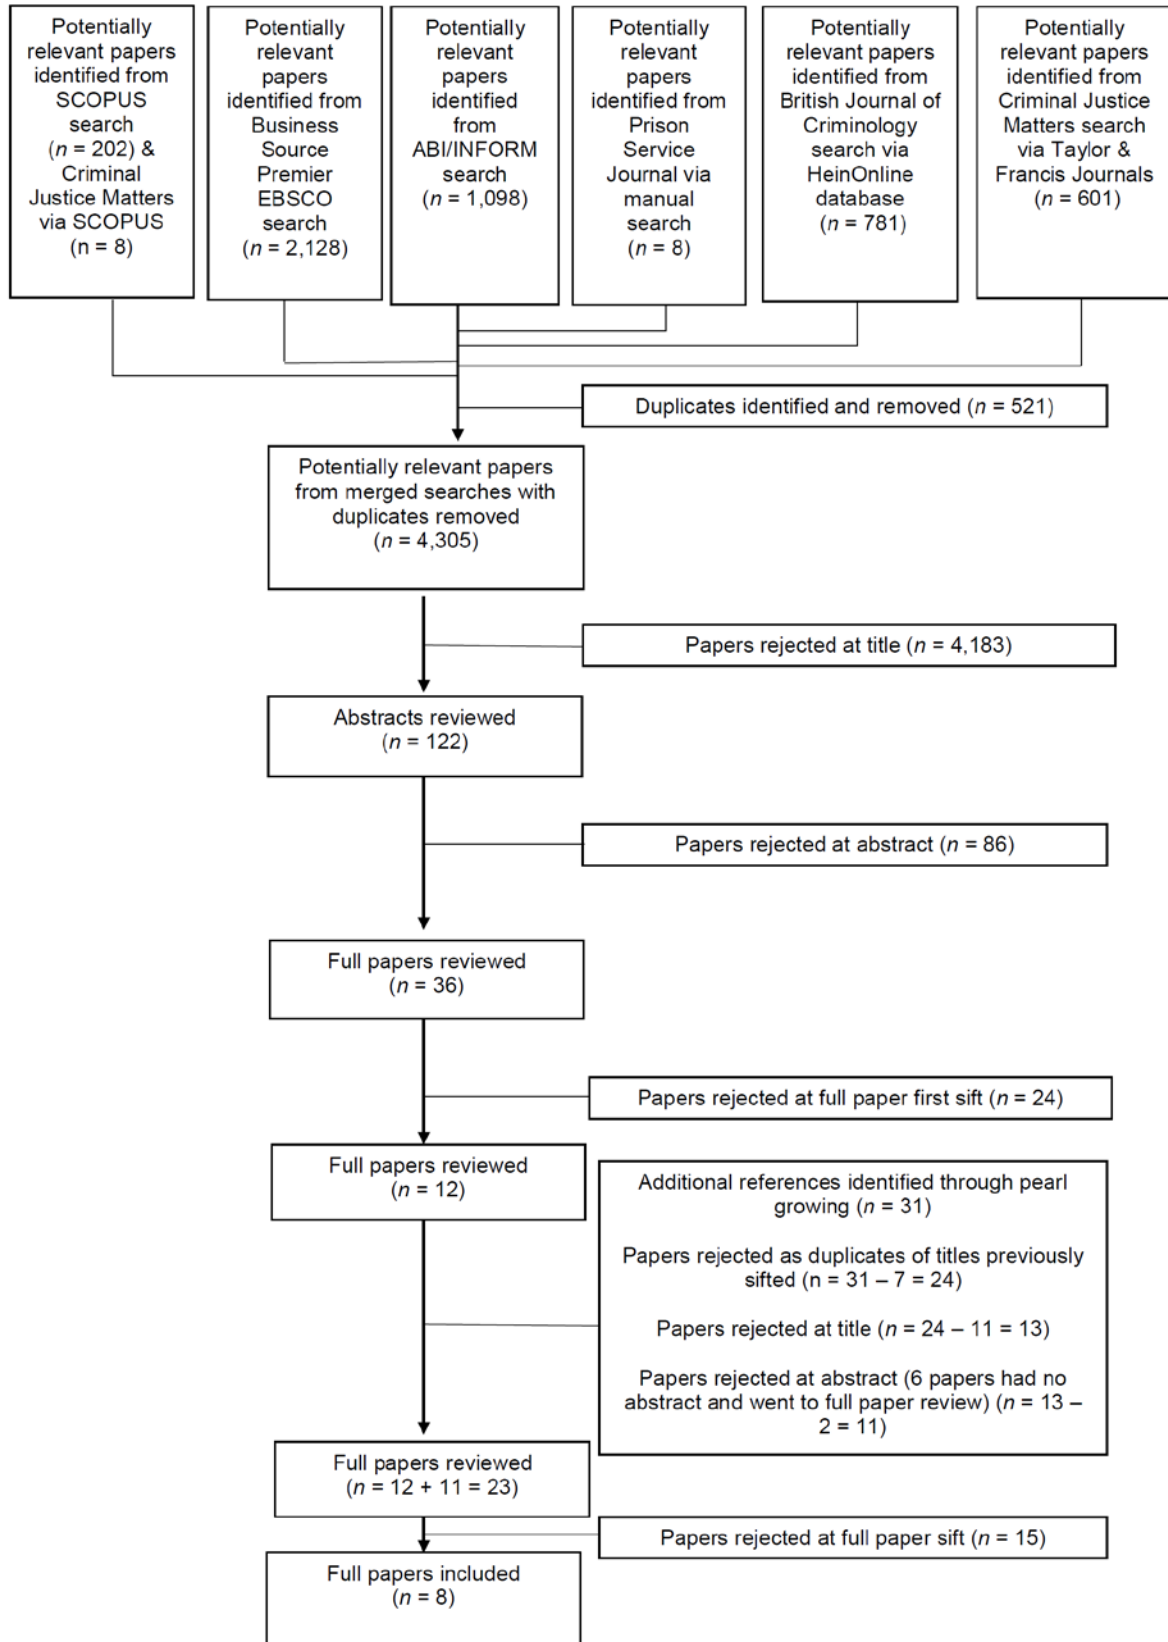 Potentially
relevant papers
identified from
SCOPUS
search
(n = 202) &
Criminal
Justice Matters
via SCOPUS
(n = 8)
Potentially
relevant
papers
identified from
Business
Source
Premier
EBSCO
search
(n = 2,128)
Potentially
relevant
papers
identified
from
ABI/INFORM
search
(n = 1,098)
Potentially
relevant
papers
identified from
Prison
Service
Journal via
manual
search
(n = 8)
Potentially
relevant papers
identified from
British Journal of
Criminology
search via
HeinOnline
database
(n = 781)
Potentially
relevant papers
identified from
Criminal Justice
Matters search
via Taylor &
Francis Journals
(n = 601)
Duplicates identified and removed (n = 521)
Potentially relevant papers
from merged searches with
duplicates removed
(n = 4,305)
Papers rejected at title (n = 4,183)
Abstracts reviewed
(n = 122)
Papers rejected at abstract (n = 86)
Full papers reviewed
(n = 36)
Papers rejected at full paper first sift (n = 24)
Full papers reviewed
(n = 12)
Additional references identified through pearl
growing (n = 31)
Papers rejected as duplicates of titles previously
sifted (n = 31 – 7 = 24)
Papers rejected at title (n = 24 – 11 = 13)
Papers rejected at abstract (6 papers had no
abstract and went to full paper review) (n = 13 –
2 = 11)
Full papers reviewed
(n = 12 + 11 = 23)
Papers rejected at full paper sift (n = 15)
Full papers included
(n = 8)